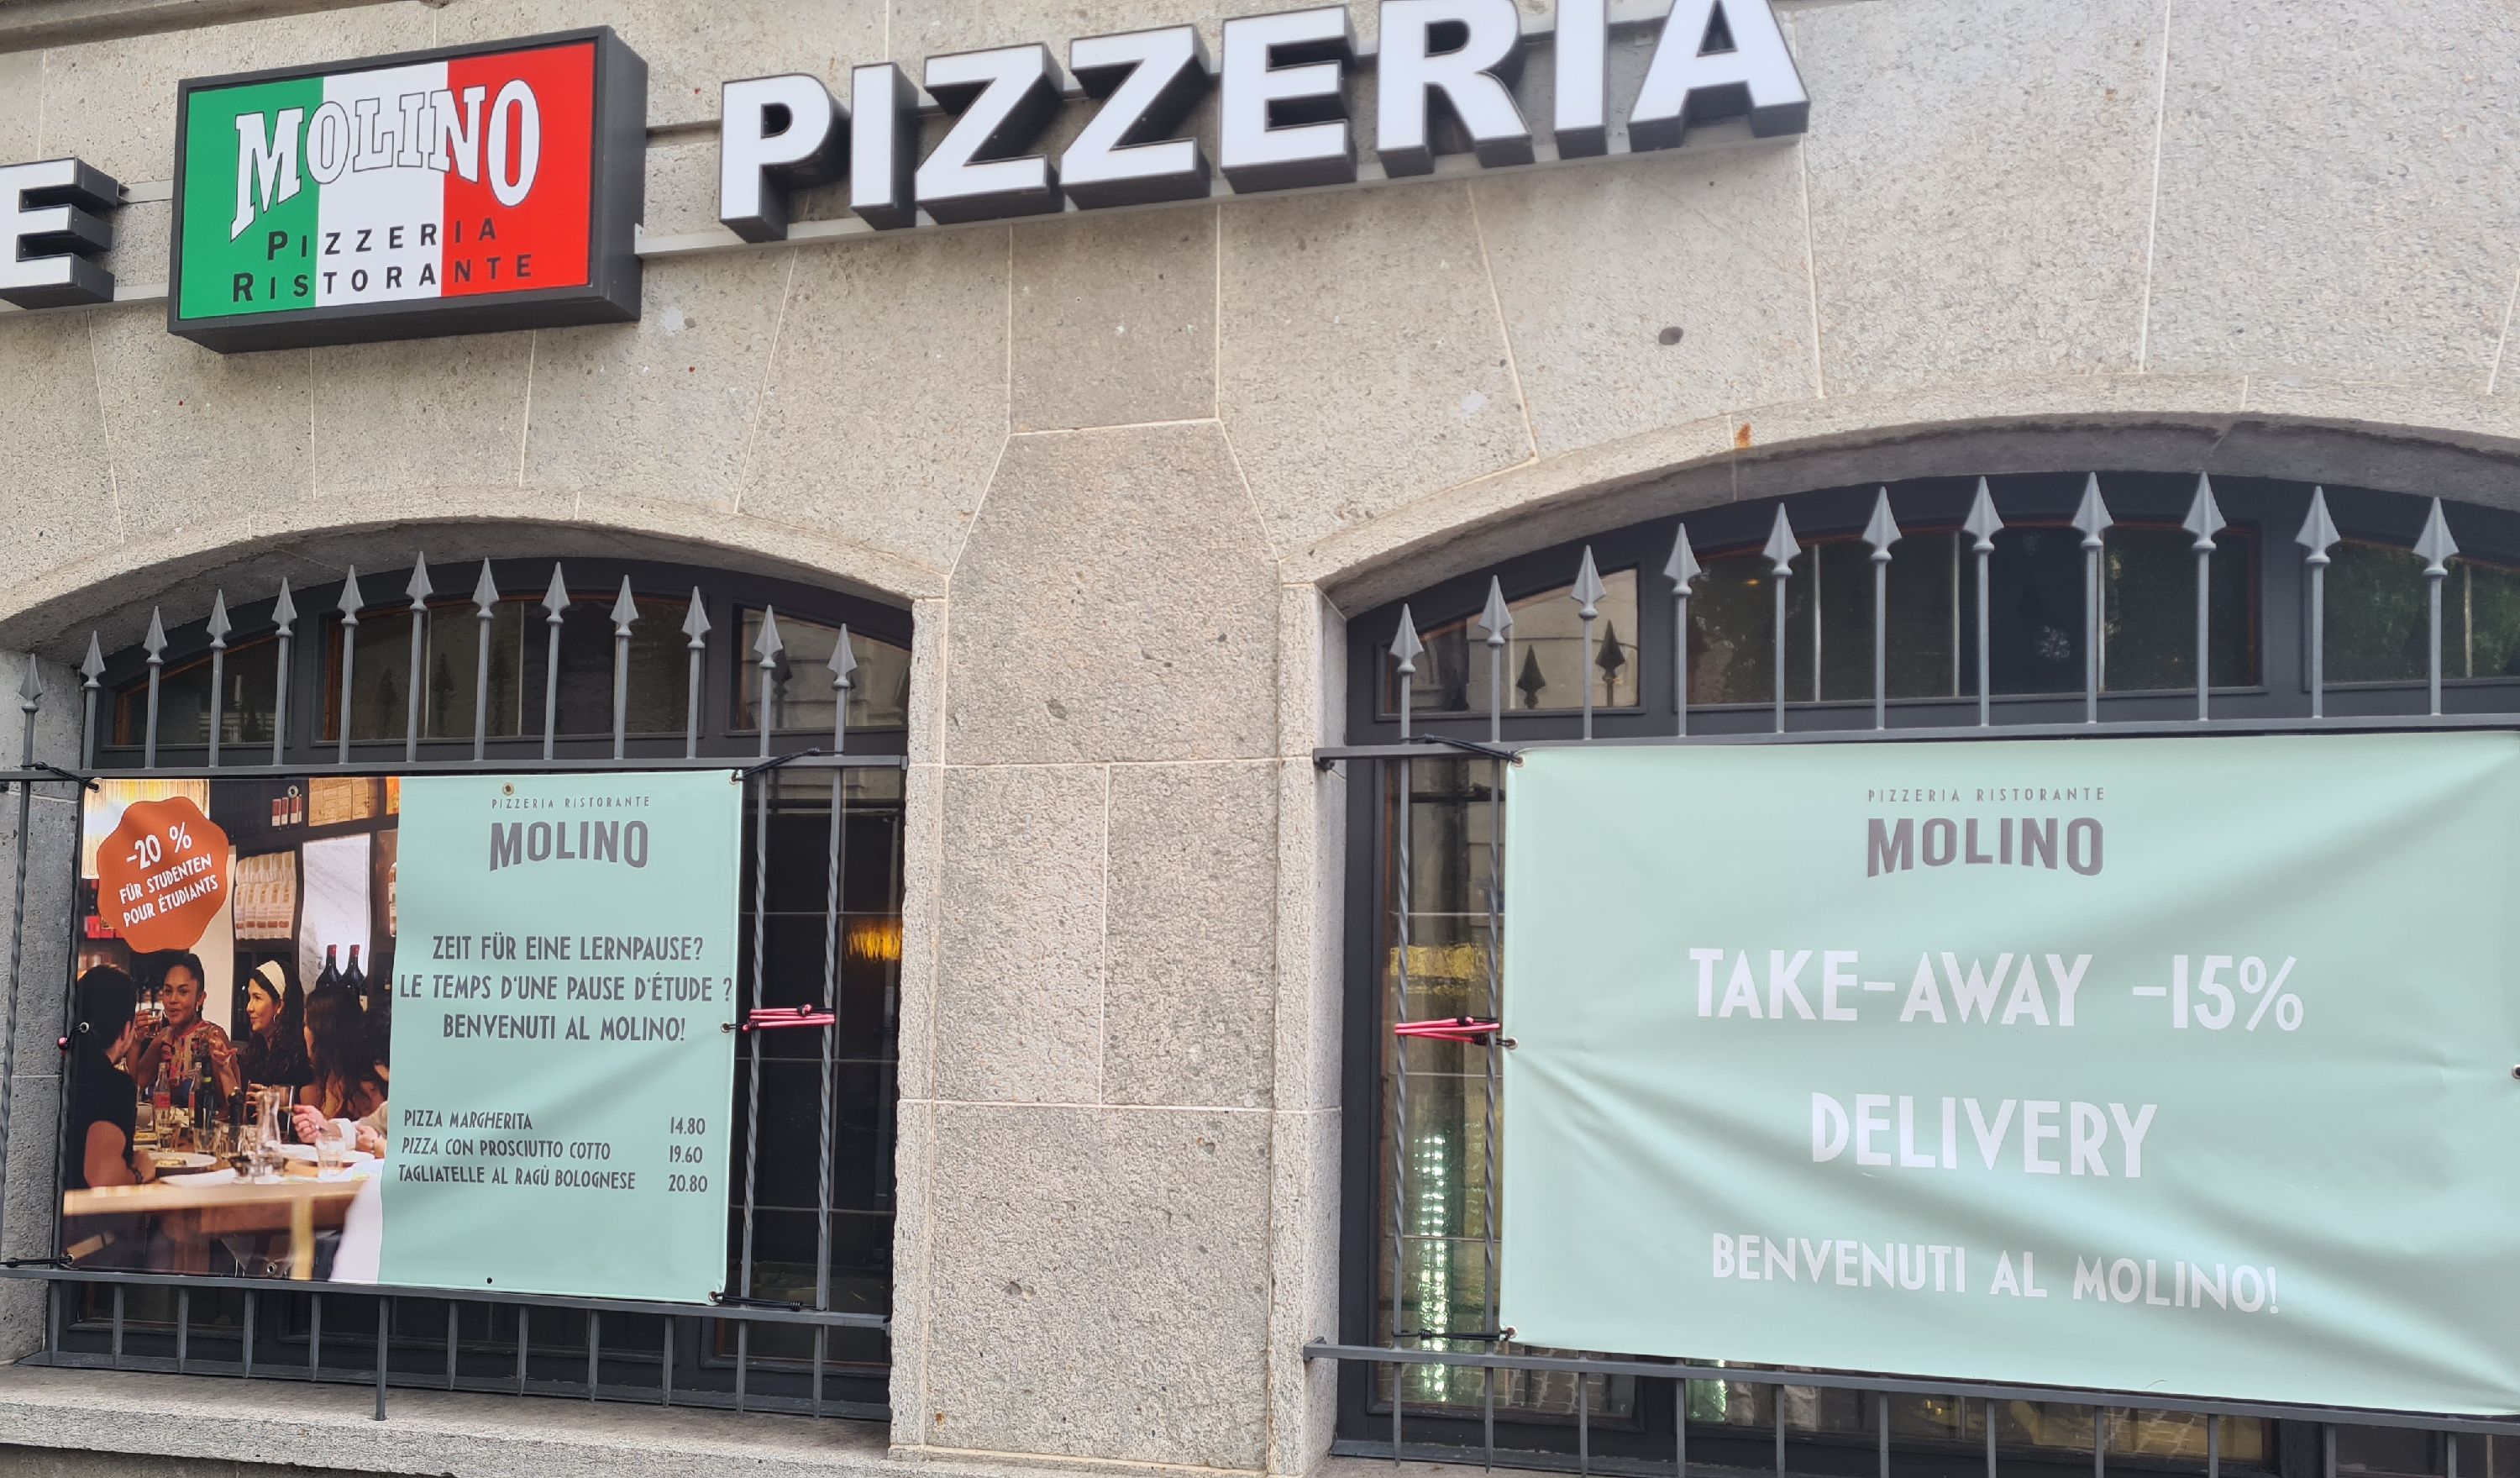 E
MOLINO
PIZZERIA
RISTORANTE
PIZZERIA
-20 %
FÜR STUDENTEN
POUR ÉTUDIANTS
PIZZERIA RISTORANTE
MOLINO
ZEIT FÜR EINE LERNPAUSE?
LE TEMPS D'UNE PAUSE D'ÉTUDE ?
BENVENUTI AL MOLINO!
PIZZA MARGHERITA 14.80
PIZZA CON PROSCIUTTO COTTO 19.60
TAGLIATELLE AL RAGÙ BOLOGNESE 20.80
PIZZERIA RISTORANTE
MOLINO
TAKE-AWAY -15%
DELIVERY
BENVENUTI AL MOLINO!